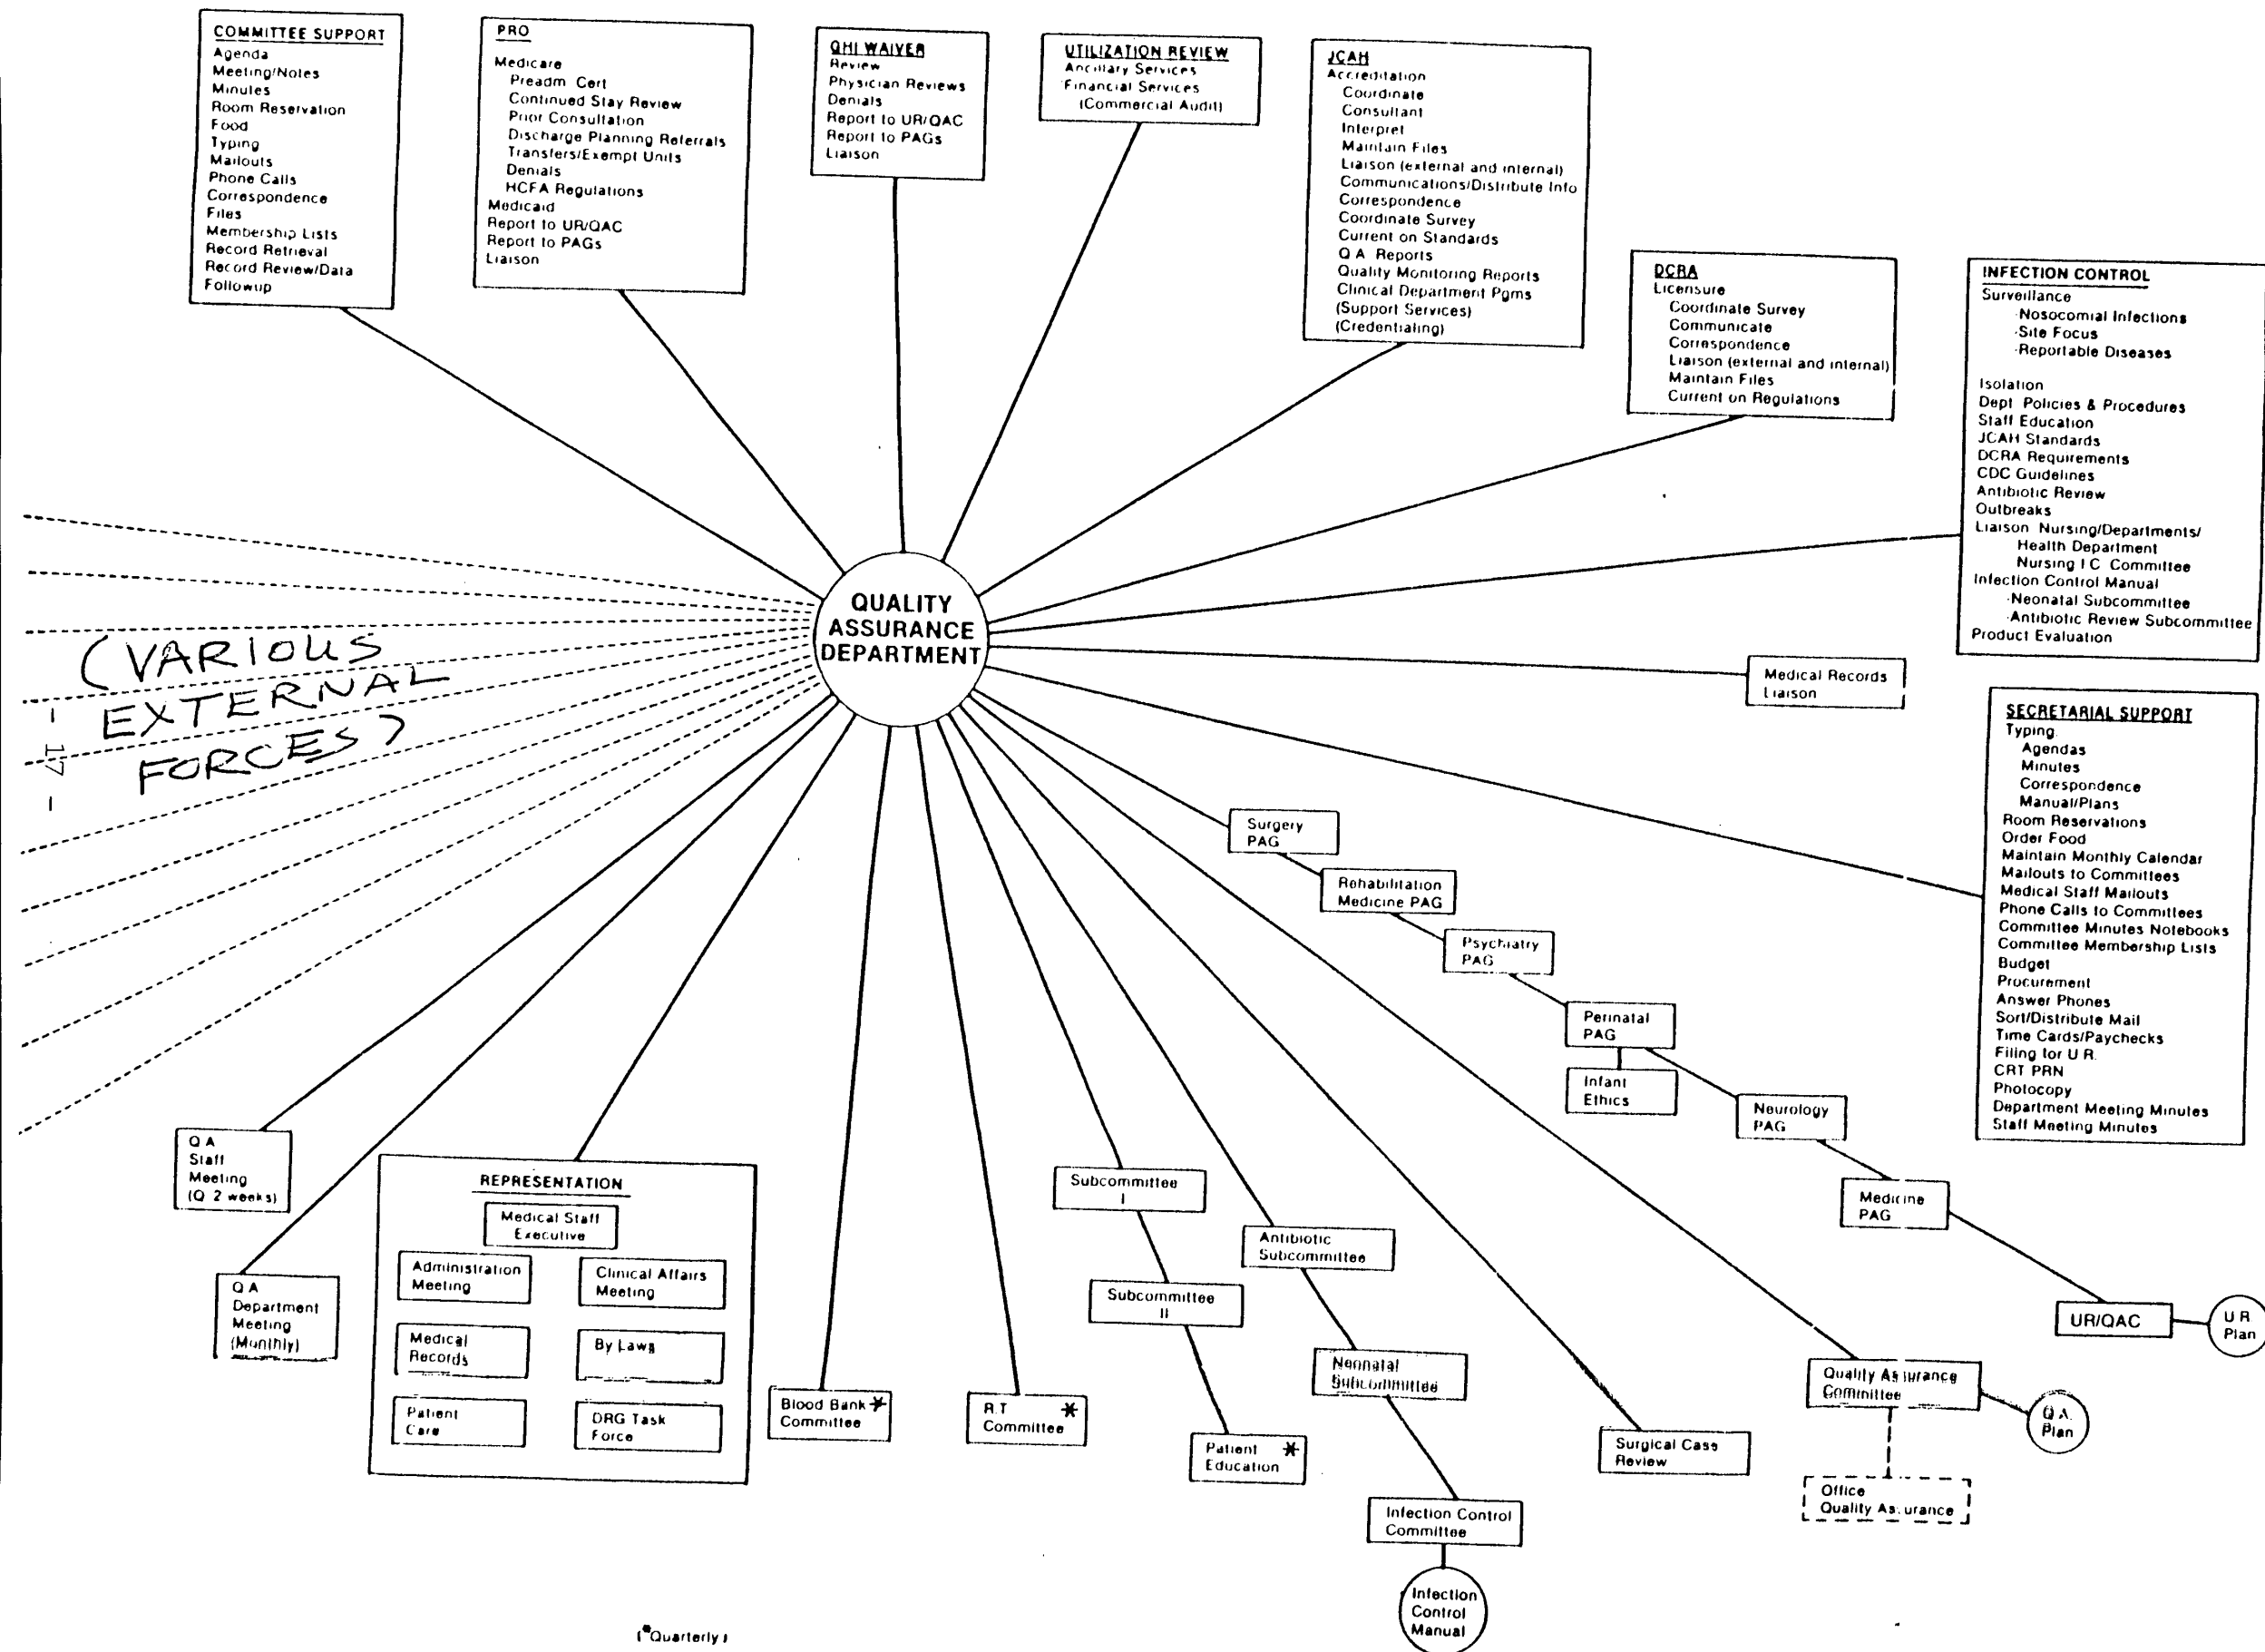 COMMITTEE SUPPORT
Agenda
Meeting/Notes
Minutes
Room Reservation
Food
Typing
Mailouts
Phone Calls
Correspondence
Files
Membership Lists
Record Retrieval
Record Review/Data
Followup
PRO
Medicare
Preadm Cert
Continued Stay Review
Prior Consultation
Discharge Planning Referrals
Transfers/Exempt Units
Denials
HCFA Regulations
Medicaid
Report to UR/QAC
Report to PAGs
Liaison
QHI WAIVER
Review
Physician Reviews
Denials
Report to UR/QAC
Report to PAGs
Liaison
UTILIZATION REVIEW
Ancillary Services
Financial Services
(Commercial Audit)
JCAH
Accreditation
Coordinate
Consultant
Interpret
Maintain Files
Liaison (external and internal)
Communications/Distribute Info
Correspondence
Coordinate Survey
Current on Standards
Q A Reports
Quality Monitoring Reports
Clinical Department Pgms
(Support Services)
(Credentialing)
DCRA
Licensure
Coordinate Survey
Communicate
Correspondence
Liaison (external and internal)
Maintain Files
Current on Regulations
INFECTION CONTROL
Surveillance
·Nosocomial Infections
·Site Focus
·Reportable Diseases
Isolation
Dept Policies & Procedures
Staff Education
JCAH Standards
DCRA Requirements
CDC Guidelines
Antibiotic Review
Outbreaks
Liaison Nursing/Departments/
Health Department
Nursing I C Committee
Infection Control Manual
·Neonatal Subcommittee
·Antibiotic Review Subcommittee
Product Evaluation
QUALITY
ASSURANCE
DEPARTMENT
(VARIOUS
EXTERNAL
FORCES)
- 17 -
Medical Records
Liaison
SECRETARIAL SUPPORT
Typing
Agendas
Minutes
Correspondence
Manual/Plans
Room Reservations
Order Food
Maintain Monthly Calendar
Mailouts to Committees
Medical Staff Mailouts
Phone Calls to Committees
Committee Minutes Notebooks
Committee Membership Lists
Budget
Procurement
Answer Phones
Sort/Distribute Mail
Time Cards/Paychecks
Filing for U R.
CRT PRN
Photocopy
Department Meeting Minutes
Staff Meeting Minutes
Surgery
PAG
Rehabilitation
Medicine PAG
Psychiatry
PAG
Perinatal
PAG
Infant
Ethics
Neurology
PAG
Medicine
PAG
UR/QAC
U R
Plan
Q A
Staff
Meeting
(Q 2 weeks)
Q A
Department
Meeting
(Monthly)
REPRESENTATION
Medical Staff
Executive
Administration
Meeting
Clinical Affairs
Meeting
Medical
Records
By Laws
Patient
Care
DRG Task
Force
Blood Bank *
Committee
R.T *
Committee
Subcommittee
I
Subcommittee
II
Patient *
Education
Antibiotic
Subcommittee
Neonatal
Subcommittee
Infection Control
Committee
Infection
Control
Manual
Surgical Case
Review
Quality Assurance
Committee
Q.A.
Plan
Office
Quality Assurance
(*Quarterly)